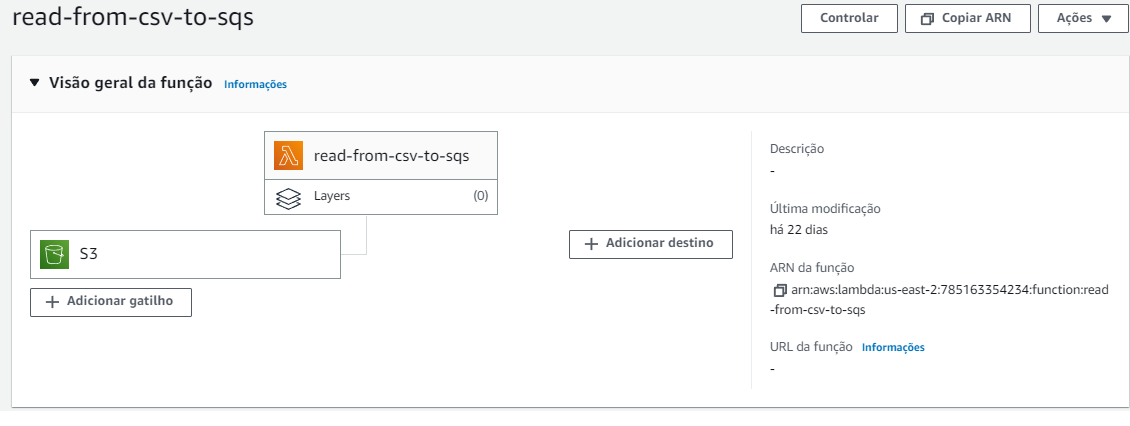 read-from-csv-to-sqs
Controlar
Copiar ARN
Ações
Visão geral da função Informações
read-from-csv-to-sqs
Layers (0)
S3
Adicionar gatilho
Adicionar destino
Descrição
-
Última modificação
há 22 dias
ARN da função
arn:aws:lambda:us-east-2:785163354234:function:read
-from-csv-to-sqs
URL da função Informações
-